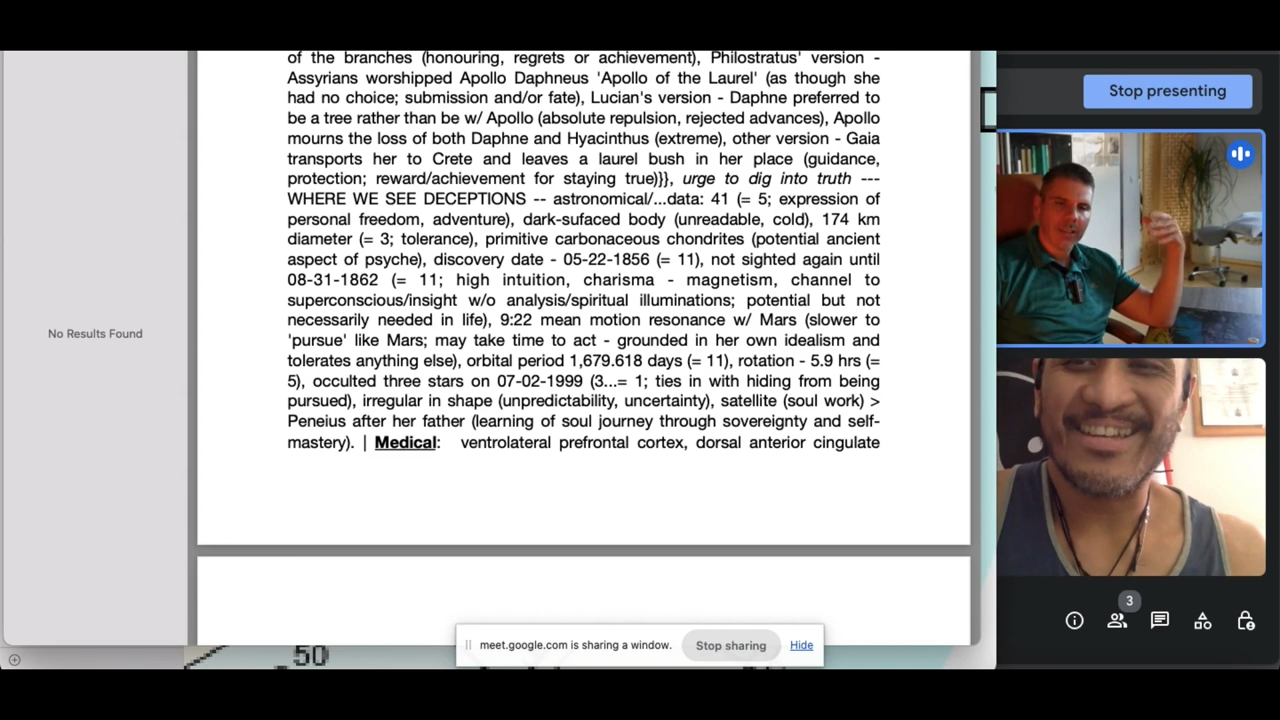 of the branches (honouring, regrets or achievement), Philostratus' version -
Assyrians worshipped Apollo Daphneus 'Apollo of the Laurel' (as though she
had no choice; submission and/or fate), Lucian's version - Daphne preferred to
be a tree rather than be w/ Apollo (absolute repulsion, rejected advances), Apollo
mourns the loss of both Daphne and Hyacinthus (extreme), other version - Gaia
transports her to Crete and leaves a laurel bush in her place (guidance,
protection; reward/achievement for staying true)}}, urge to dig into truth ---
WHERE WE SEE DECEPTIONS -- astronomical/...data: 41 (= 5; expression of
personal freedom, adventure), dark-sufaced body (unreadable, cold), 174 km
diameter (= 3; tolerance), primitive carbonaceous chondrites (potential ancient
aspect of psyche), discovery date - 05-22-1856 (= 11), not sighted again until
08-31-1862 (= 11; high intuition, charisma - magnetism, channel to
superconscious/insight w/o analysis/spiritual illuminations; potential but not
necessarily needed in life), 9:22 mean motion resonance w/ Mars (slower to
'pursue' like Mars; may take time to act - grounded in her own idealism and
tolerates anything else), orbital period 1,679.618 days (= 11), rotation - 5.9 hrs (=
5), occulted three stars on 07-02-1999 (3...= 1; ties in with hiding from being
pursued), irregular in shape (unpredictability, uncertainty), satellite (soul work) >
Peneius after her father (learning of soul journey through sovereignty and self-
mastery). | Medical: ventrolateral prefrontal cortex, dorsal anterior cingulate
No Results Found
Stop presenting
3
meet.google.com is sharing a window.
Stop sharing
Hide
50